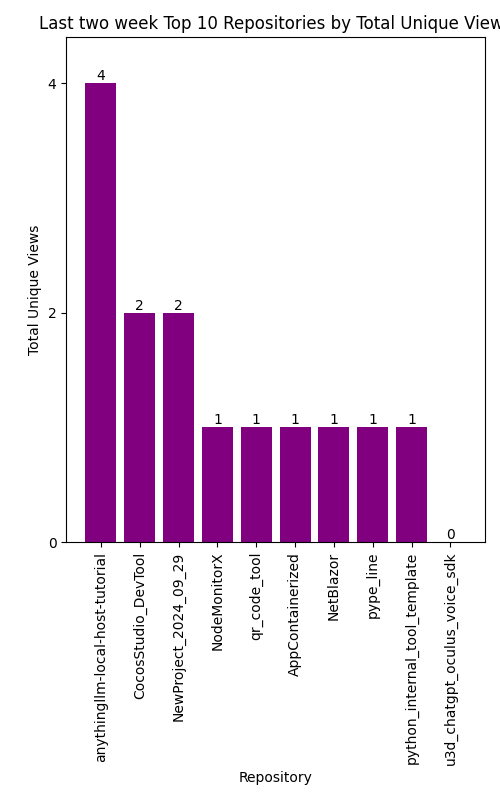 Last two week Top 10 Repositories by Total Unique View
Total Unique Views
4
2
0
4
2
2
1
1
1
1
1
1
0
anythingllm-local-host-tutorial
CocosStudio_DevTool
NewProject_2024_09_29
NodeMonitorX
qr_code_tool
AppContainerized
NetBlazor
pype_line
python_internal_tool_template
u3d_chatgpt_oculus_voice_sdk
Repository